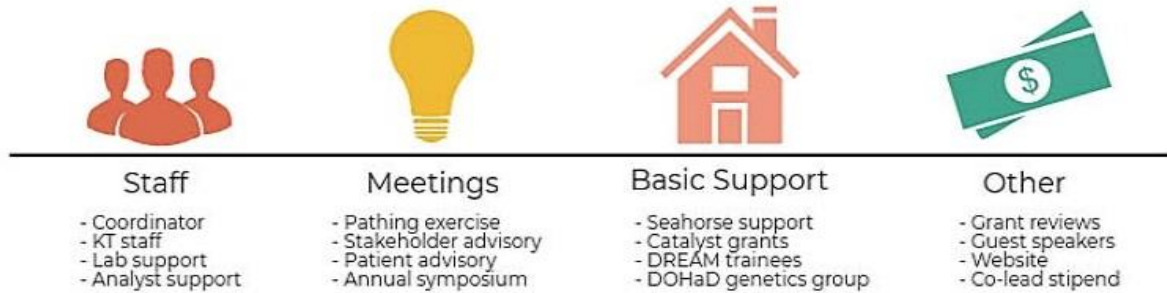 $
Staff
- Coordinator
- KT staff
- Lab support
- Analyst support
Meetings
- Pathing exercise
- Stakeholder advisory
- Patient advisory
- Annual symposium
Basic Support
- Seahorse support
- Catalyst grants
- DREAM trainees
- DOHaD genetics group
Other
- Grant reviews
- Guest speakers
- Website
- Co-lead stipend